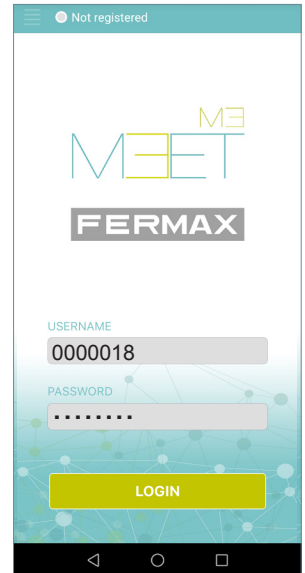 Not registered
M3
MEET
FERMAX
USERNAME
0000018
PASSWORD
········
LOGIN